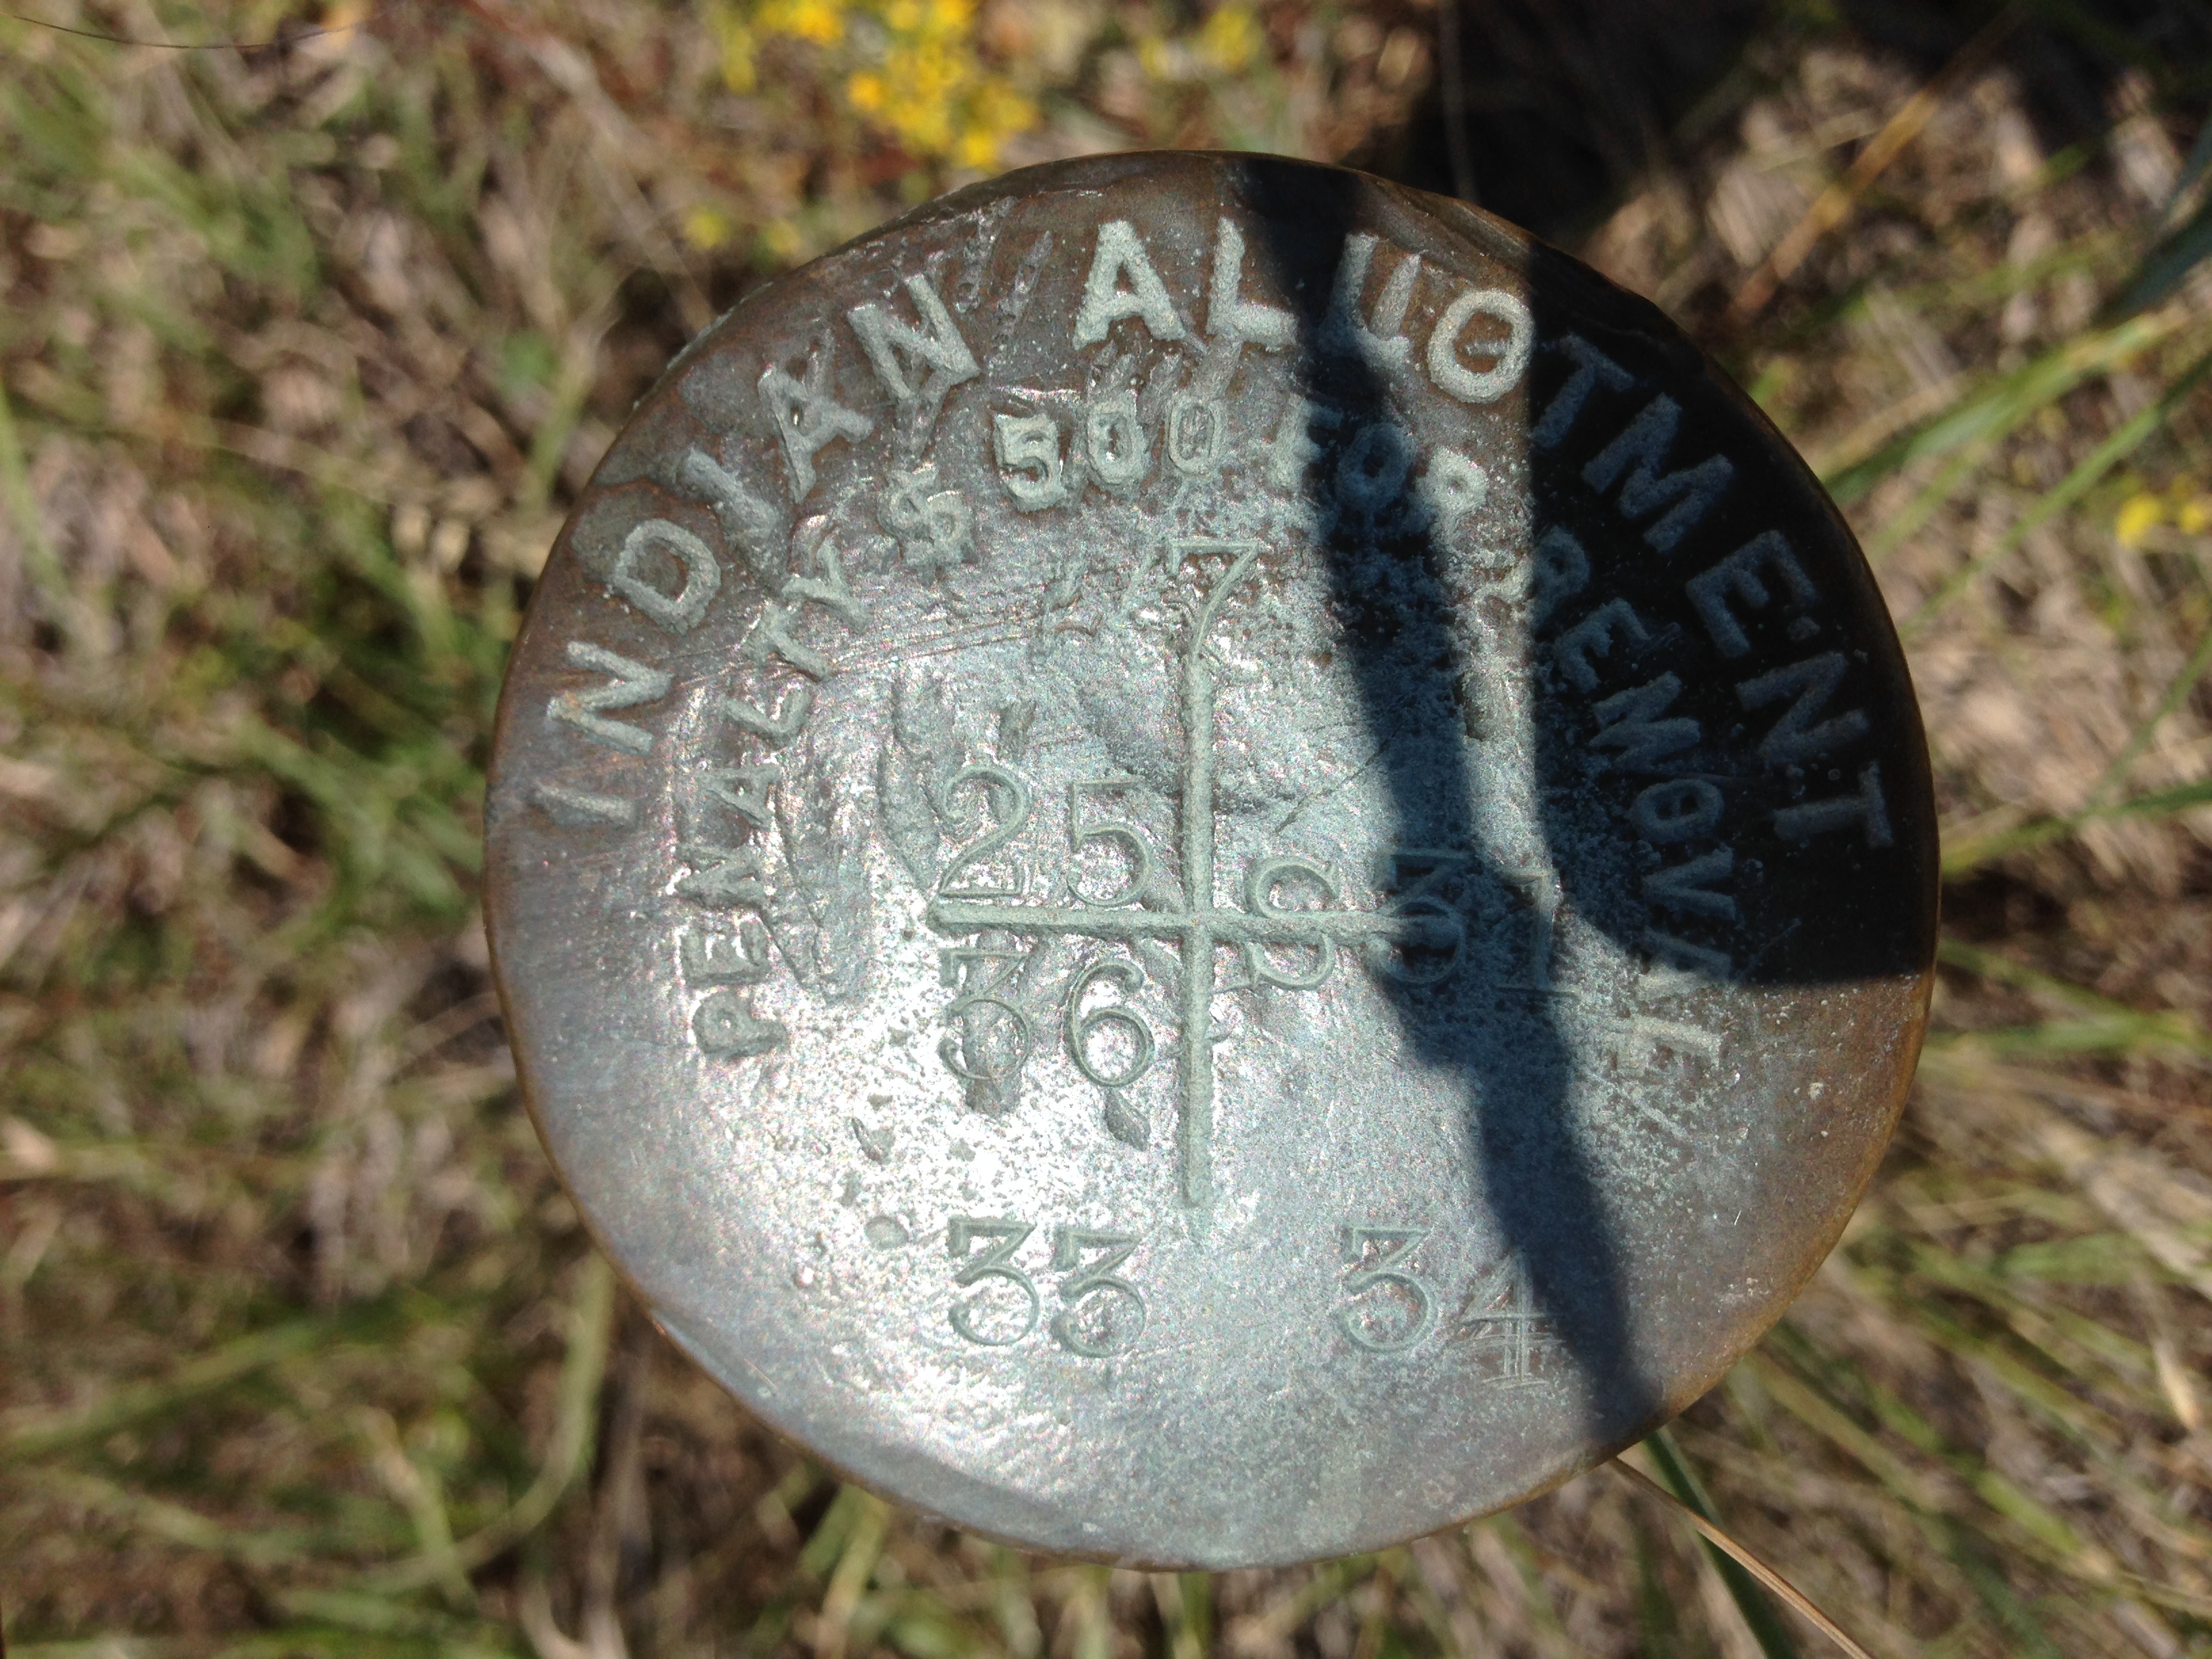 INDIAN ALLOTMENT
PENALTY $ 500 FOR REMOVAL
7
25
S 31
36
33 34